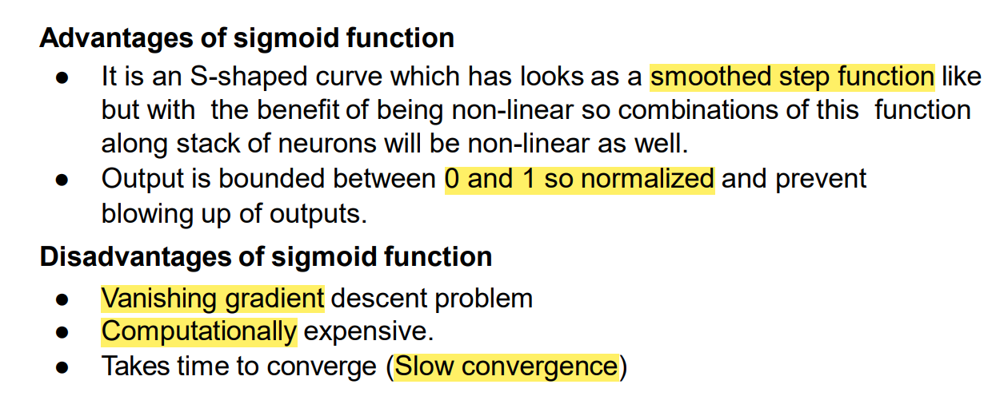 Advantages of sigmoid function
● It is an S-shaped curve which has looks as a smoothed step function like
but with the benefit of being non-linear so combinations of this function
along stack of neurons will be non-linear as well.
● Output is bounded between 0 and 1 so normalized and prevent
blowing up of outputs.
Disadvantages of sigmoid function
● Vanishing gradient descent problem
● Computationally expensive.
● Takes time to converge (Slow convergence)